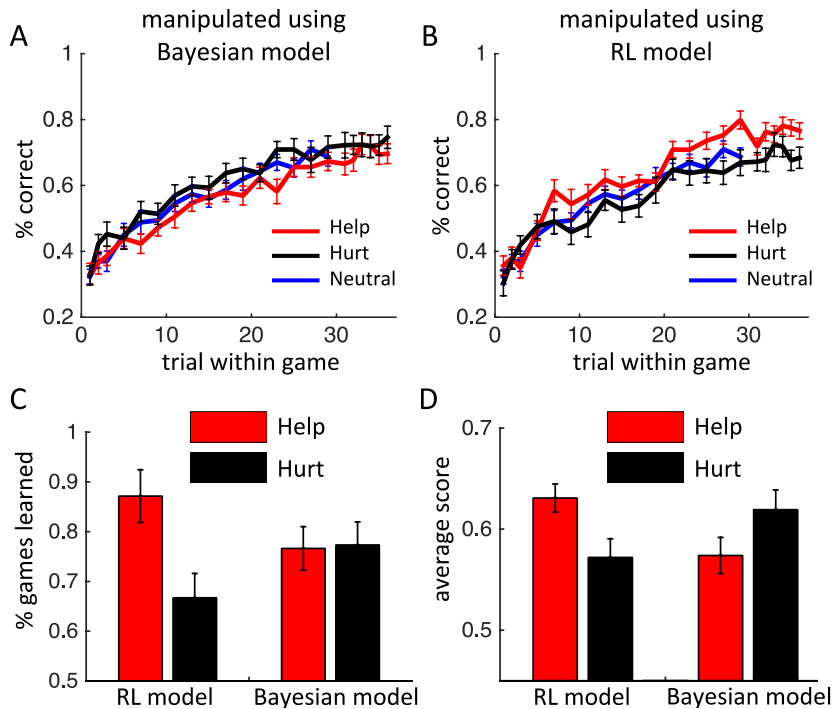 A
manipulated using
Bayesian model
% correct
1
0.8
0.6
0.4
0.2
0
10
20
30
trial within game
Help
Hurt
Neutral
B
manipulated using
RL model
% correct
1
0.8
0.6
0.4
0.2
0
10
20
30
trial within game
Help
Hurt
Neutral
C
Help
Hurt
% games learned
1
0.9
0.8
0.7
0.6
0.5
RL model
Bayesian model
D
Help
Hurt
average score
0.7
0.6
0.5
RL model
Bayesian model